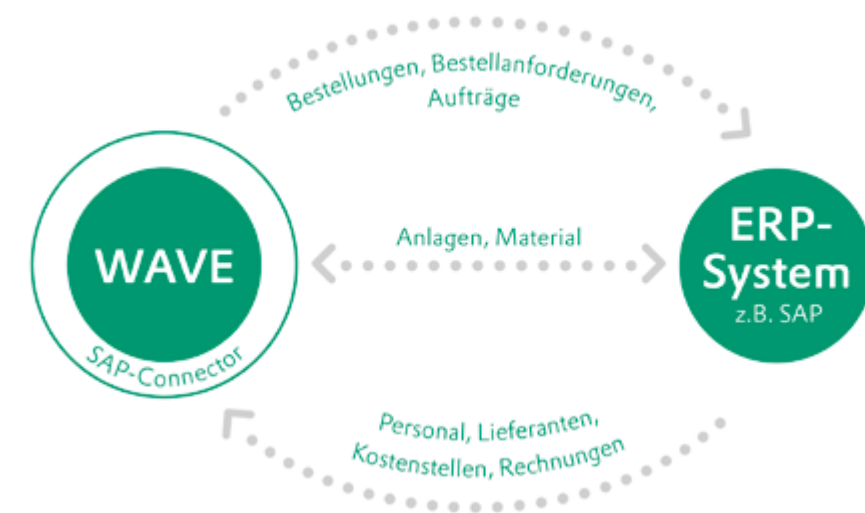 Bestellungen, Bestellanforderungen,
Aufträge
WAVE
SAP-Connector
Anlagen, Material
ERP-
System
z.B. SAP
Personal, Lieferanten,
Kostenstellen, Rechnungen